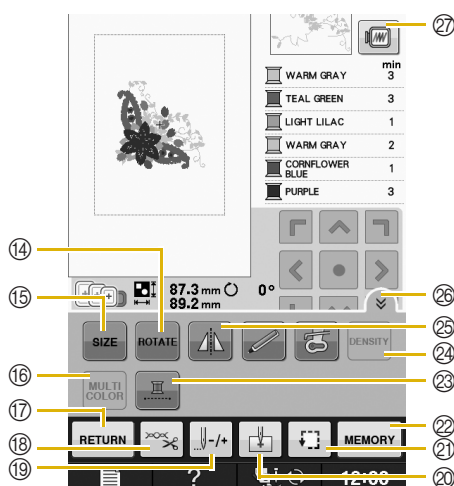 ㉗
min
WARM GRAY 3
TEAL GREEN 3
LIGHT LILAC 1
WARM GRAY 2
CORNFLOWER BLUE 1
PURPLE 3
⑭
⑮
87.3 mm 0°
89.2 mm
㉖
SIZE ROTATE DENSITY
㉕
㉔
⑯
MULTI COLOR
㉓
⑰
RETURN -/+ MEMORY
㉒
⑱
⑲
⑳
㉑
?